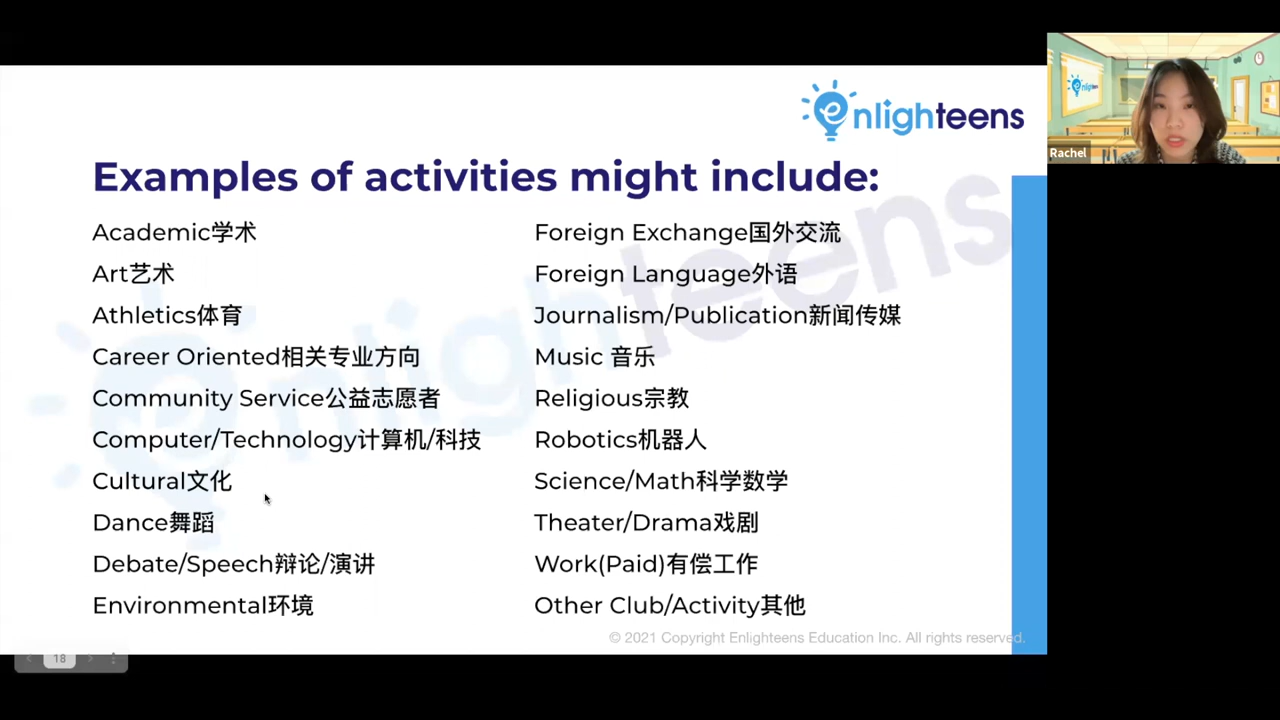 enlighteens
Rachel
Examples of activities might include:
Academic学术
Art艺术
Athletics体育
Career Oriented相关专业方向
Community Service公益志愿者
Computer/Technology计算机/科技
Cultural文化
Dance舞蹈
Debate/Speech辩论/演讲
Environmental环境
Foreign Exchange国外交流
Foreign Language外语
Journalism/Publication新闻传媒
Music 音乐
Religious宗教
Robotics机器人
Science/Math科学数学
Theater/Drama戏剧
Work(Paid)有偿工作
Other Club/Activity其他
© 2021 Copyright Enlighteens Education Inc. All rights reserved.
18
enlighteens